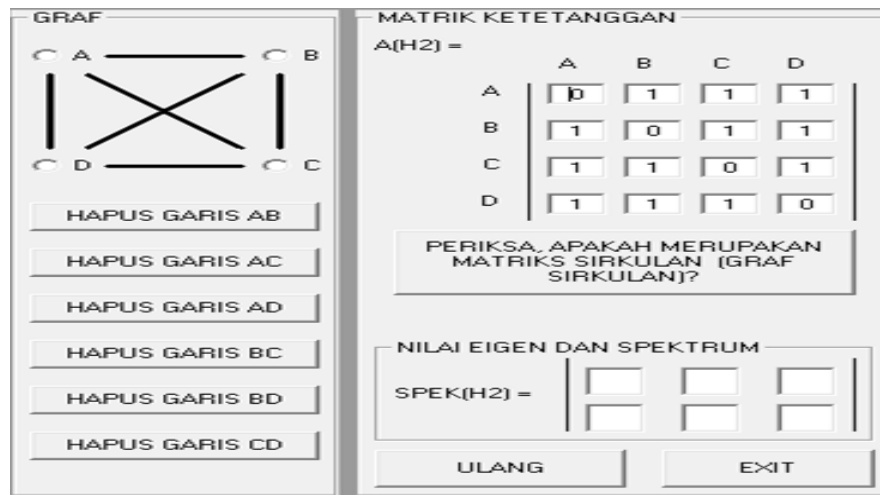 GRAF
A B
D C
HAPUS GARIS AB
HAPUS GARIS AC
HAPUS GARIS AD
HAPUS GARIS BC
HAPUS GARIS BD
HAPUS GARIS CD
MATRIK KETETANGGAN
A(H2) =
A B C D
A 0 1 1 1
B 1 0 1 1
C 1 1 0 1
D 1 1 1 0
PERIKSA, APAKAH MERUPAKAN
MATRIKS SIRKULAN (GRAF
SIRKULAN)?
NILAI EIGEN DAN SPEKTRUM
SPEK(H2) =
ULANG
EXIT